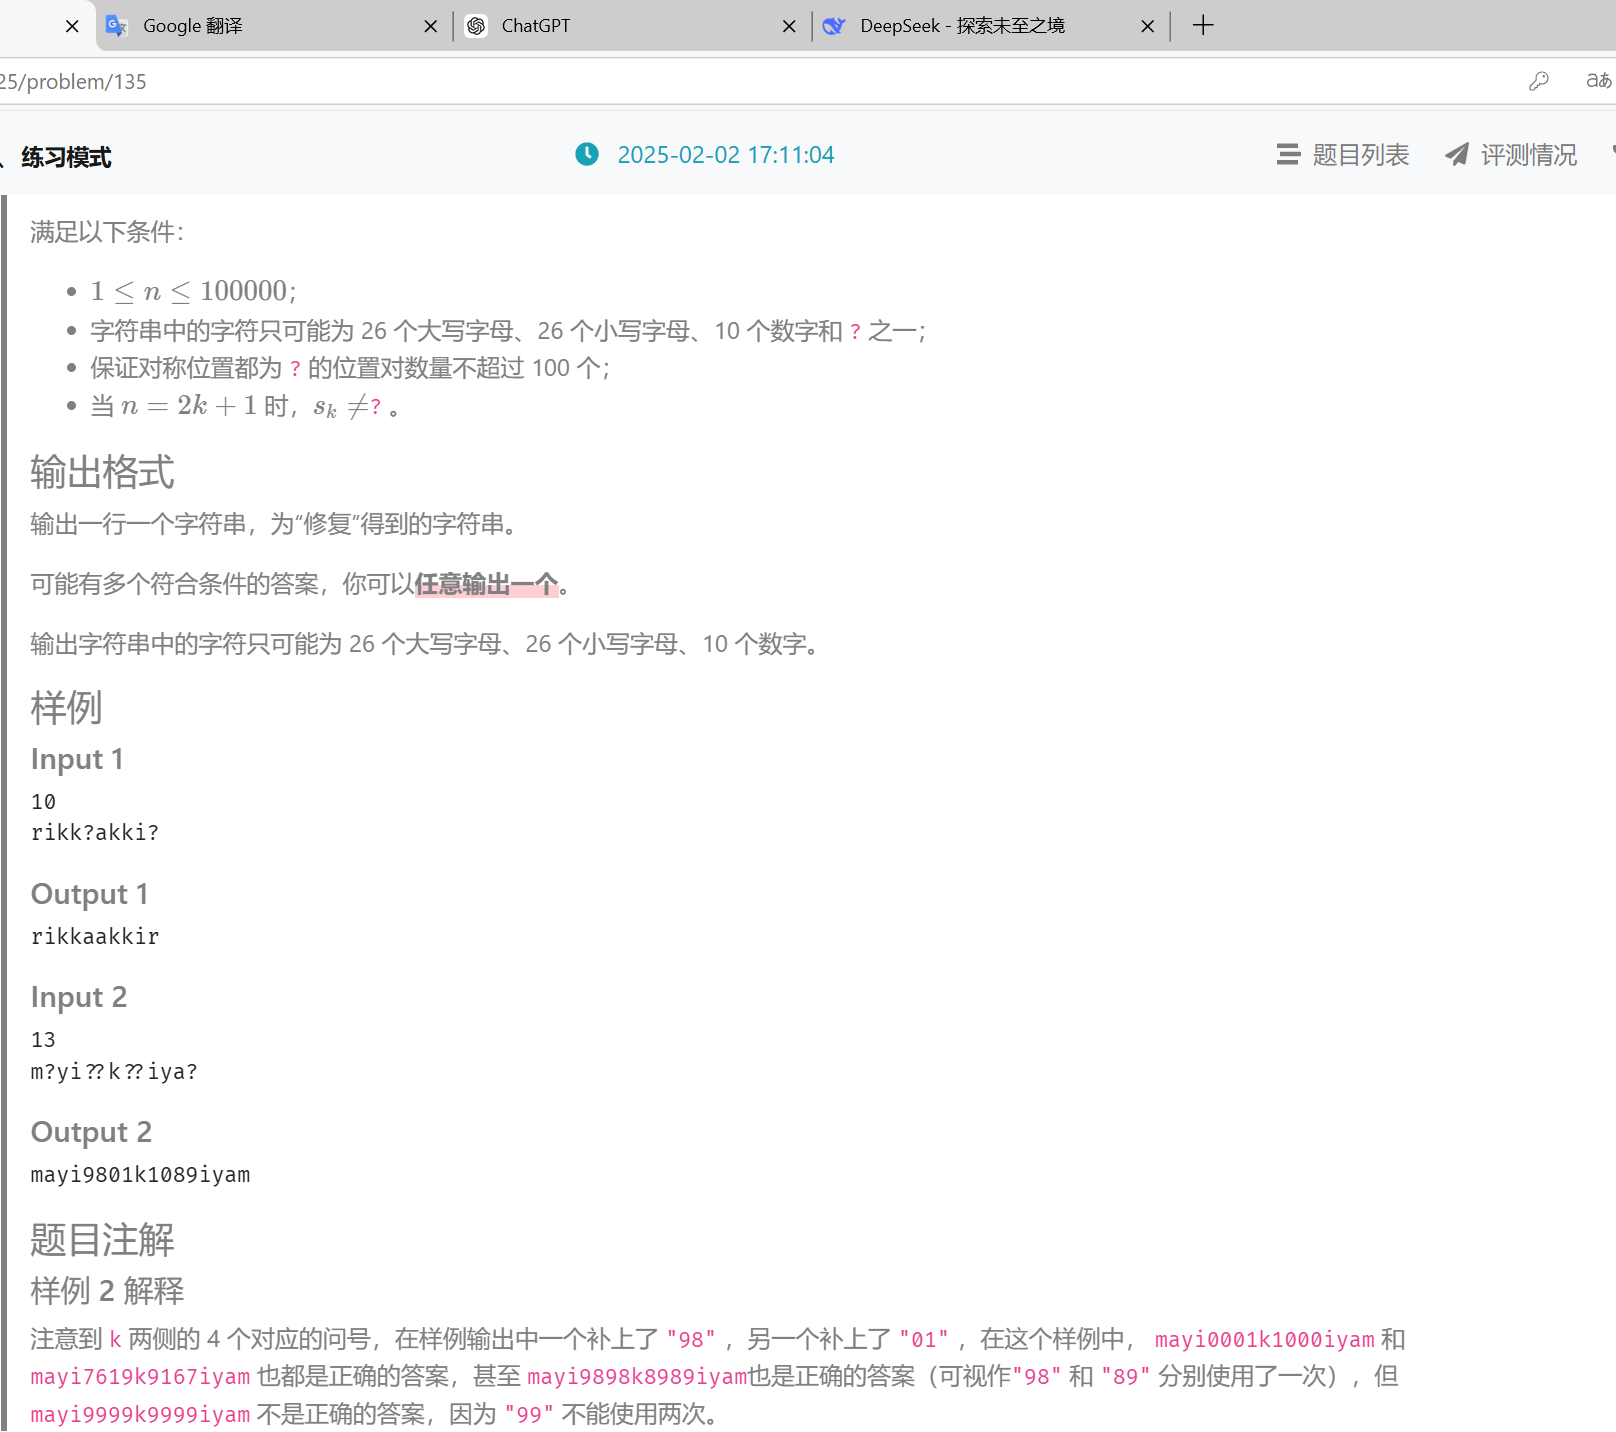 Google 翻译
ChatGPT
DeepSeek - 探索未至之境
25/problem/135
aあ
练习模式
2025-02-02 17:11:04
题目列表
评测情况
满足以下条件：
1 ≤ n ≤ 100000；
字符串中的字符只可能为 26 个大写字母、26 个小写字母、10 个数字和 ? 之一；
保证对称位置都为 ? 的位置对数量不超过 100 个；
当 n = 2k + 1 时，s_k ≠? 。
输出格式
输出一行一个字符串，为“修复”得到的字符串。
可能有多个符合条件的答案，你可以任意输出一个。
输出字符串中的字符只可能为 26 个大写字母、26 个小写字母、10 个数字。
样例
Input 1
10
rikk?akki?
Output 1
rikkaakkir
Input 2
13
m?yi??k??iya?
Output 2
mayi9801k1089iyam
题目注解
样例 2 解释
注意到 k 两侧的 4 个对应的问号，在样例输出中一个补上了 "98" ，另一个补上了 "01" ，在这个样例中， mayi0001k1000iyam 和
mayi7619k9167iyam 也都是正确的答案，甚至 mayi9898k8989iyam也是正确的答案（可视作"98" 和 "89" 分别使用了一次），但
mayi9999k9999iyam 不是正确的答案，因为 "99" 不能使用两次。